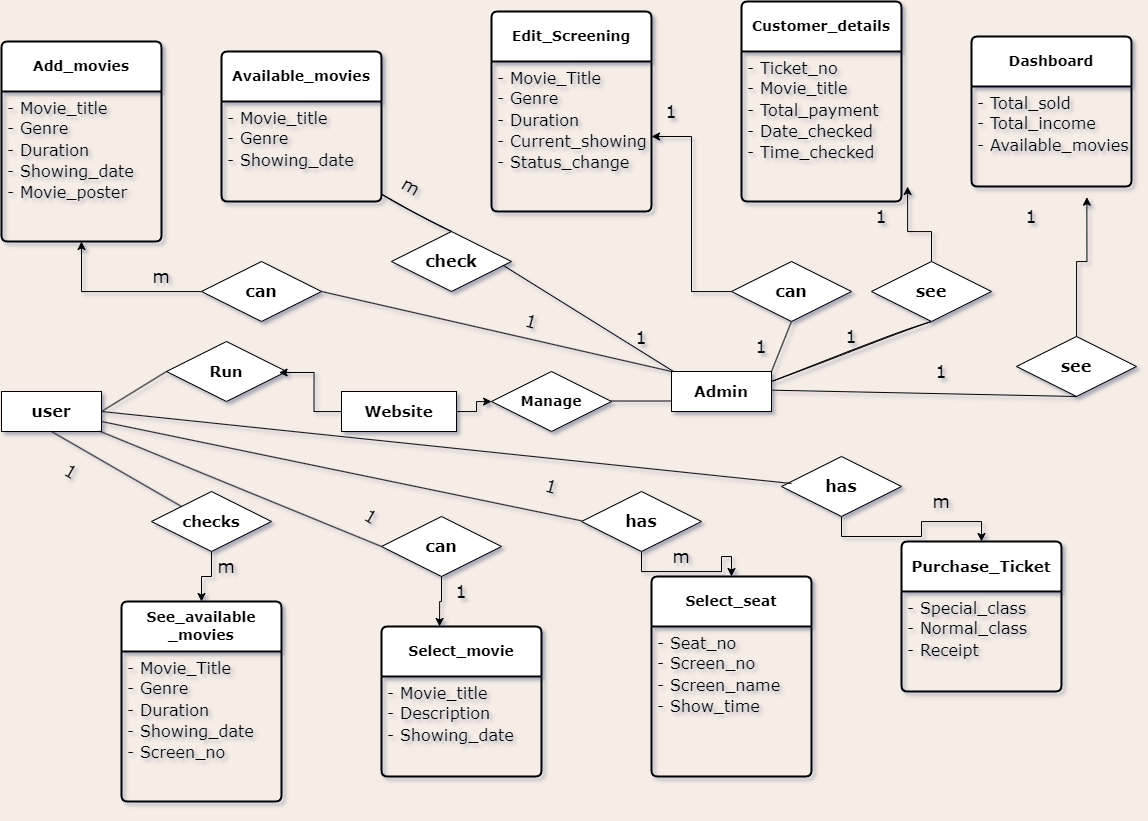 Add_movies
- Movie_title
- Genre
- Duration
- Showing_date
- Movie_poster
Available_movies
- Movie_title
- Genre
- Showing_date
Edit_Screening
- Movie_Title
- Genre
- Duration
- Current_showing
- Status_change
Customer_details
- Ticket_no
- Movie_title
- Total_payment
- Date_checked
- Time_checked
Dashboard
- Total_sold
- Total_income
- Available_movies
1
m
1
1
check
m
can
can
see
1
1
1
1
see
1
Run
Manage
Admin
user
Website
1
1
1
has
m
checks
can
has
m
m
1
Purchase_Ticket
- Special_class
- Normal_class
- Receipt
See_available
_movies
- Movie_Title
- Genre
- Duration
- Showing_date
- Screen_no
Select_movie
- Movie_title
- Description
- Showing_date
Select_seat
- Seat_no
- Screen_no
- Screen_name
- Show_time